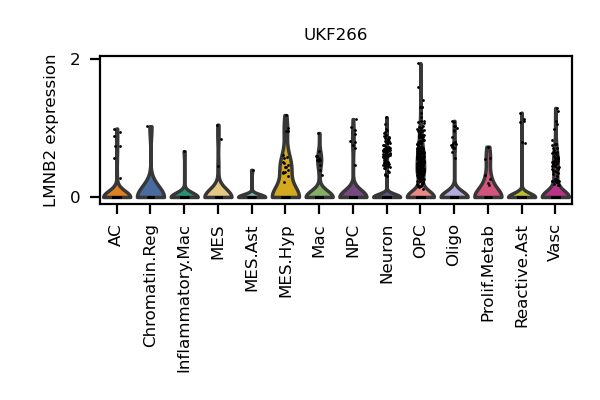 UKF266
LMNB2 expression
2
0
AC
Chromatin.Reg
Inflammatory.Mac
MES
MES.Ast
MES.Hyp
Mac
NPC
Neuron
OPC
Oligo
Prolif.Metab
Reactive.Ast
Vasc